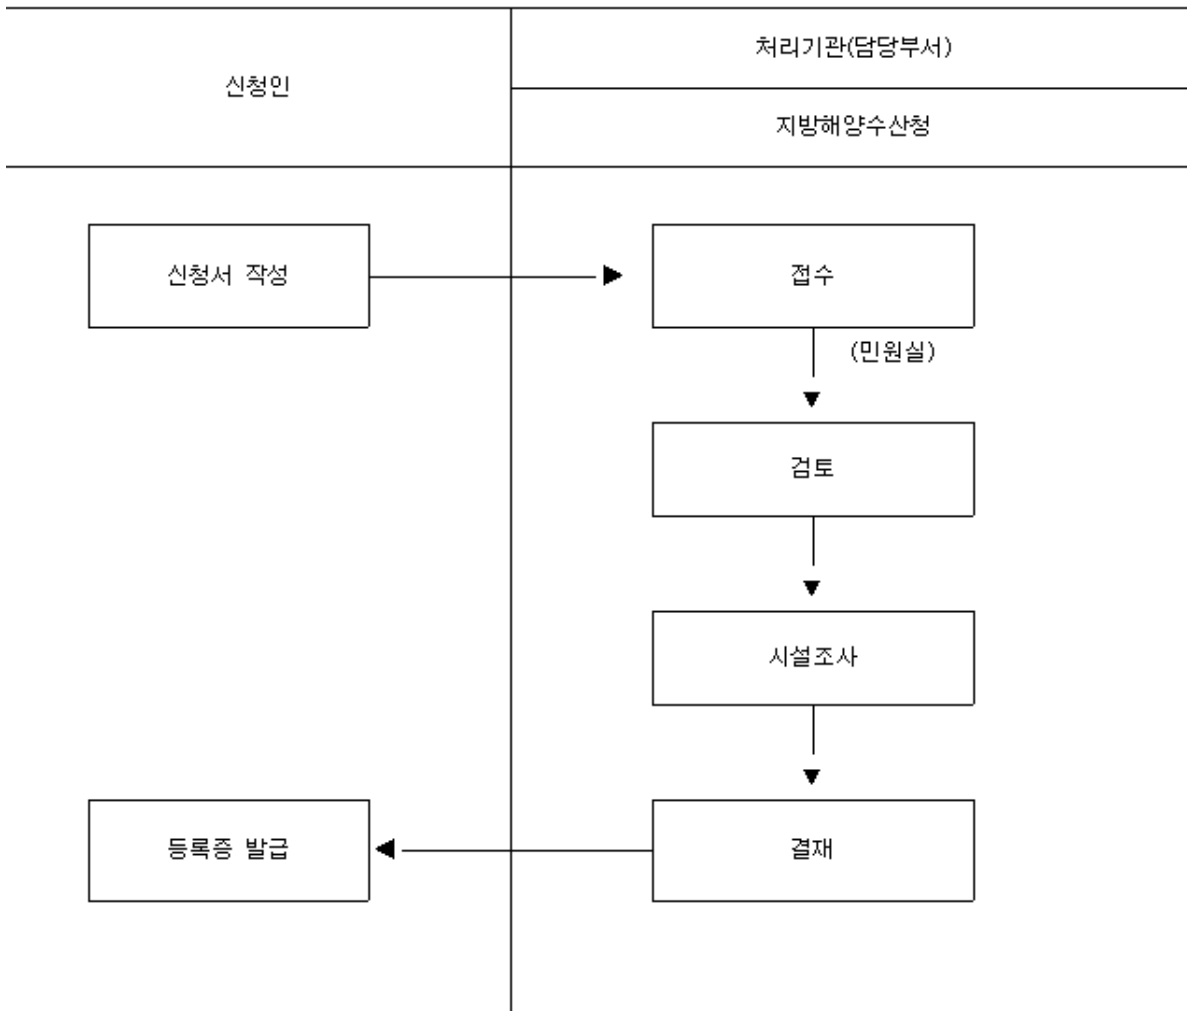 신청인
처리기관(담당부서)
지방해양수산청
신청서 작성
접수
(민원실)
검토
시설조사
등록증 발급
결재